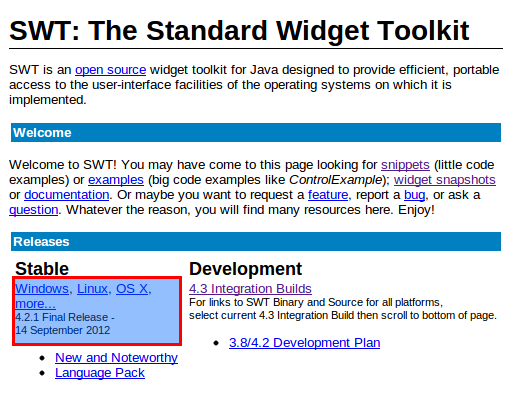 SWT: The Standard Widget Toolkit
SWT is an open source widget toolkit for Java designed to provide efficient, portable
access to the user-interface facilities of the operating systems on which it is
implemented.
Welcome
Welcome to SWT! You may have come to this page looking for snippets (little code
examples) or examples (big code examples like ControlExample); widget snapshots
or documentation. Or maybe you want to request a feature, report a bug, or ask a
question. Whatever the reason, you will find many resources here. Enjoy!
Releases
Stable
Windows, Linux, OS X,
more...
4.2.1 Final Release -
14 September 2012
New and Noteworthy
Language Pack
Development
4.3 Integration Builds
For links to SWT Binary and Source for all platforms,
select current 4.3 Integration Build then scroll to bottom of page.
3.8/4.2 Development Plan